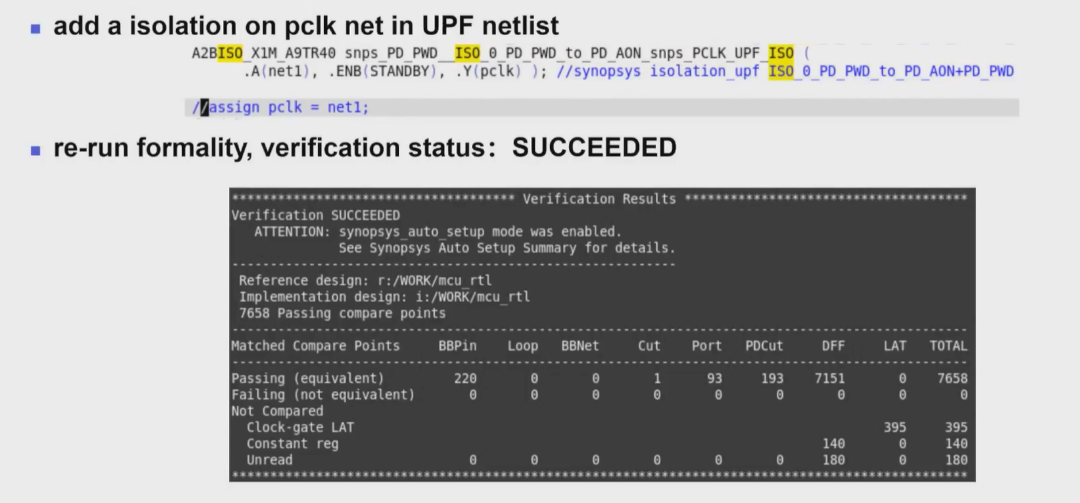 add a isolation on pclk net in UPF netlist
A2BISO_X1M_A9TR40 snps_PD_PWD__ISO_0_PD_PWD_to_PD_AON_snps_PCLK_UPF_ISO (
.A(net1), .ENB(STANDBY), .Y(pclk) ); //synopsys isolation_upf ISO_0_PD_PWD_to_PD_AON+PD_PWD
//assign pclk = net1;
re-run formality, verification status: SUCCEEDED
************************************* Verification Results *************************************
Verification SUCCEEDED
ATTENTION: synopsys_auto_setup mode was enabled.
See Synopsys Auto Setup Summary for details.
----------------------------------------------------------
Reference design: r:/WORK/mcu_rtl
Implementation design: i:/WORK/mcu_rtl
7658 Passing compare points
------------------------------------------------------------------------------------------------
Matched Compare Points BBPin Loop BBNet Cut Port PDCut DFF LAT TOTAL
------------------------------------------------------------------------------------------------
Passing (equivalent) 220 0 0 1 93 193 7151 0 7658
Failing (not equivalent) 0 0 0 0 0 0 0 0 0
Not Compared
Clock-gate LAT 395 395
Constant reg 140 0 140
Unread 0 0 0 0 0 0 180 0 180
************************************************************************************************